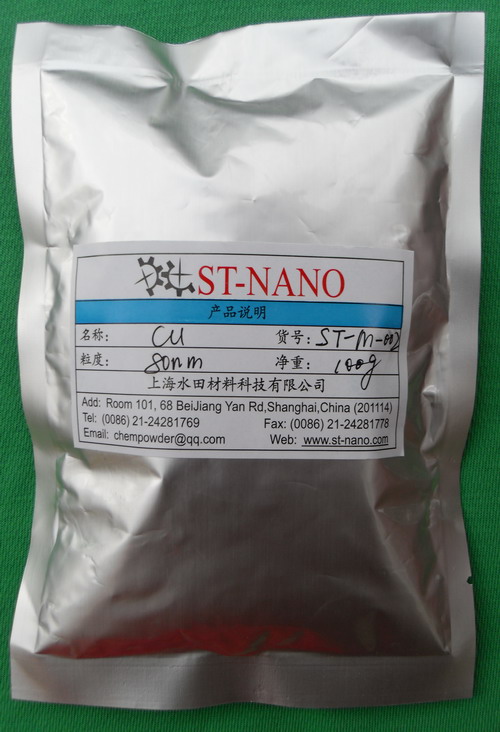 ST-NANO
产品说明
名称: Cu 货号: ST-M-002
粒度: 80nm 净重: 100g
上海水田材料科技有限公司
Add: Room 101, 68 BeiJiang Yan Rd,Shanghai,China (201114)
Tel: (0086) 21-24281769 Fax: (0086) 21-24281778
Email: chempowder@qq.com Web: www.st-nano.com